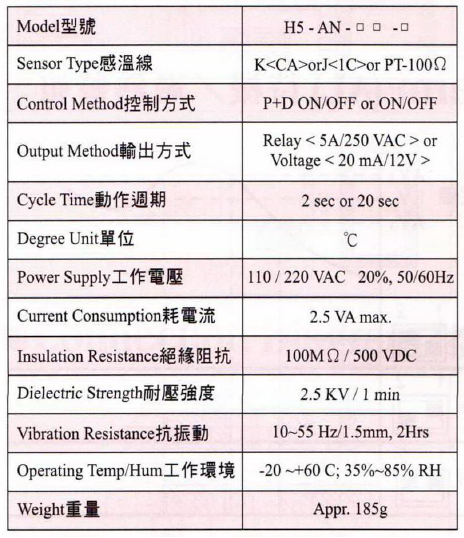 Model型號 H5 - AN - □ □ -□
Sensor Type感溫線 K<CA>orJ<1C>or PT-100Ω
Control Method控制方式 P+D ON/OFF or ON/OFF
Output Method輸出方式 Relay < 5A/250 VAC > or
Voltage < 20 mA/12V >
Cycle Time動作週期 2 sec or 20 sec
Degree Unit單位 ℃
Power Supply工作電壓 110 / 220 VAC 20%, 50/60Hz
Current Consumption耗電流 2.5 VA max.
Insulation Resistance絕緣阻抗 100M Ω / 500 VDC
Dielectric Strength耐壓強度 2.5 KV / 1 min
Vibration Resistance抗振動 10~55 Hz/1.5mm, 2Hrs
Operating Temp/Hum工作環境 -20 ~+60 C; 35%~85% RH
Weight重量 Appr. 185g